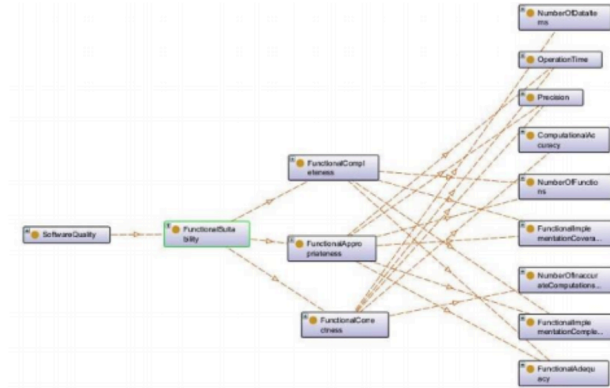 NumberOfDataIte
ms
OperationTime
Precision
ComputationalAc
curacy
FunctionalCompl
eteness
NumberOfFunctio
ns
SoftwareQuality
FunctionalSuita
bility
FunctionalAppro
priateness
FunctionalImple
mentationCovera...
NumberOfInaccur
ateComputations...
FunctionalCorre
ctness
FunctionalImple
mentationComple...
FunctionalAdequ
acy